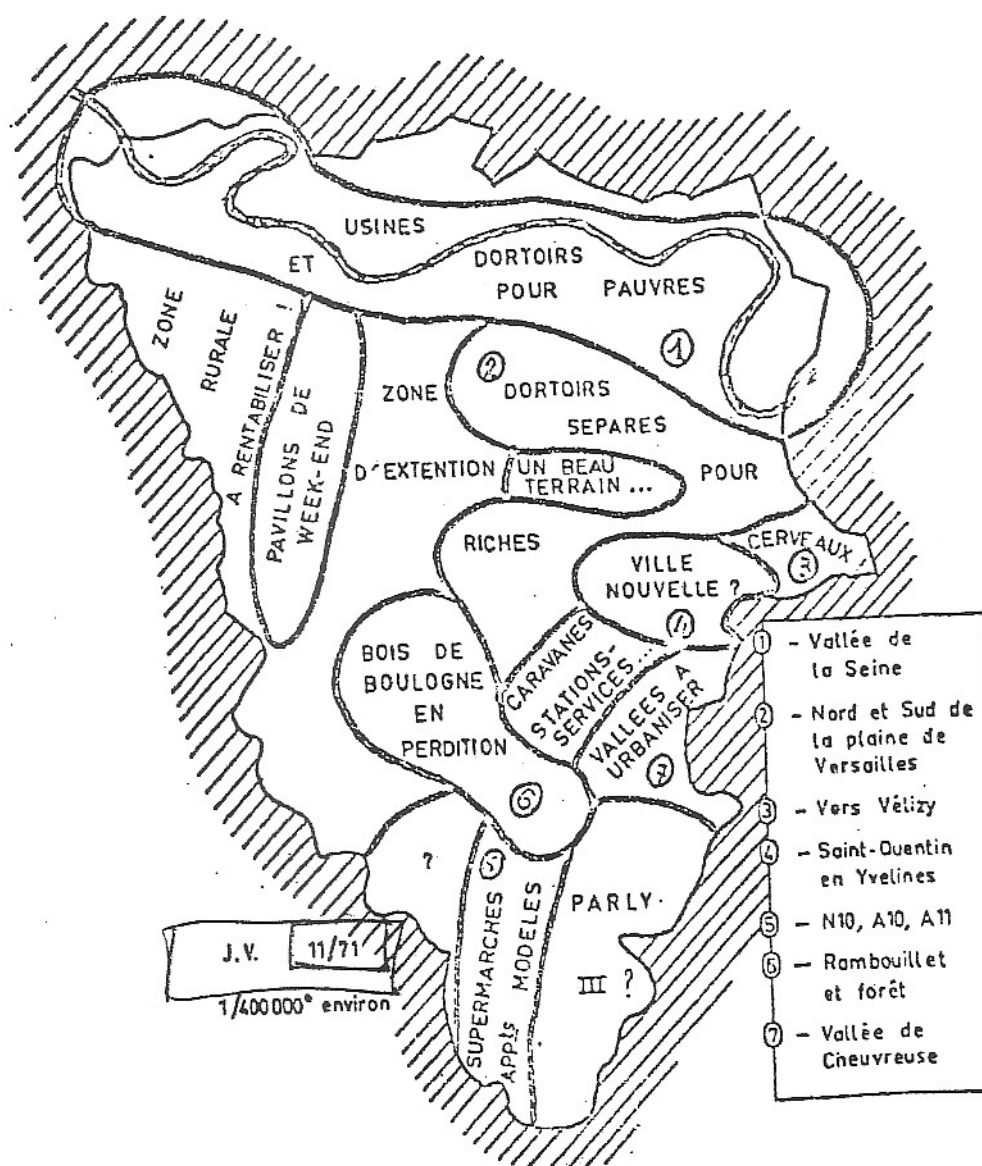 USINES
ET
DORTOIRS
POUR PAUVRES
1
ZONE
RURALE
A RENTABILISER !
PAVILLONS DE
WEEK-END
ZONE
D'EXTENTION
2
DORTOIRS
SEPARES
POUR
RICHES
UN BEAU
TERRAIN ...
CERVEAUX
3
VILLE
NOUVELLE ?
4
CARAVANES
STATIONS-
SERVICES ...
VALLEES A
URBANISER
7
BOIS DE
BOULOGNE
EN
PERDITION
6
?
5
SUPERMARCHES
APPts MODELES
PARLY
III ?
J.V. 11/71
1/400000° environ
1 - Vallée de
la Seine
2 - Nord et Sud de
la plaine de
Versailles
3 - Vers Vêlizy
4 - Saint-Quentin
en Yvelines
5 - N10, A10, A11
6 - Rambouillet
et forêt
7 - Vallée de
Cheuvreuse